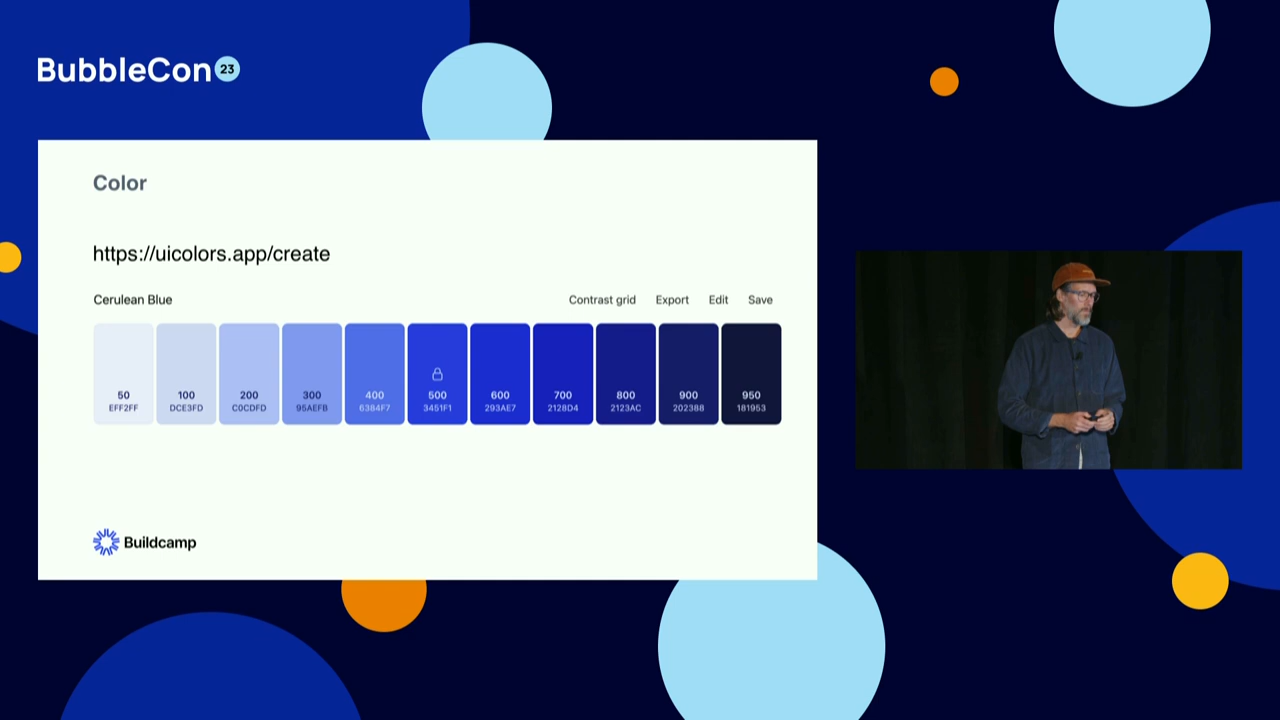 BubbleCon 23
Color
https://uicolors.app/create
Cerulean Blue Contrast grid Export Edit Save
50 100 200 300 400 500 600 700 800 900 950
EFF2FF DCE3FD C0CDFD 95AEFB 6384F7 3451F1 293AE7 2128D4 2123AC 202388 181953
Buildcamp